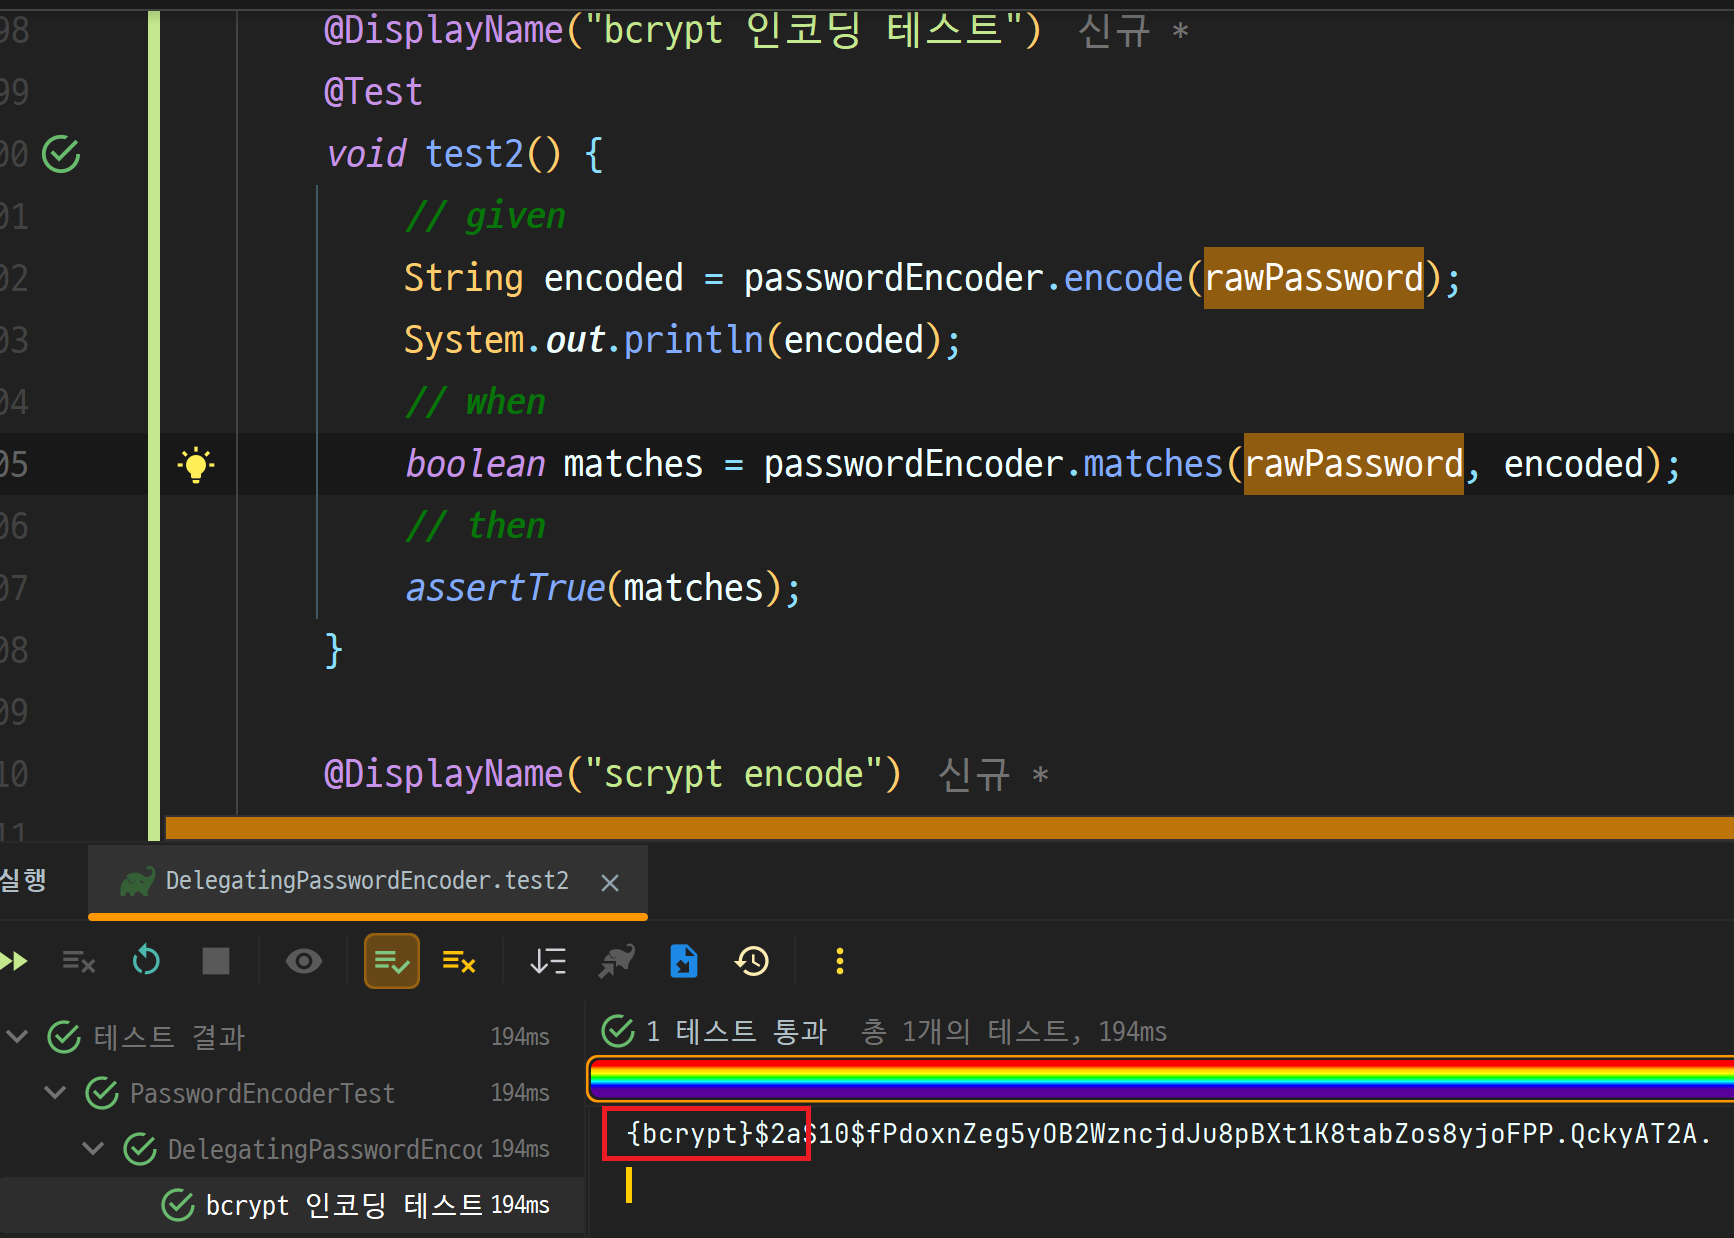 98 @DisplayName("bcrypt 인코딩 테스트") 신규 *
99 @Test
00 void test2() {
01 // given
02 String encoded = passwordEncoder.encode(rawPassword);
03 System.out.println(encoded);
04 // when
05 boolean matches = passwordEncoder.matches(rawPassword, encoded);
06 // then
07 assertTrue(matches);
08 }
09
10 @DisplayName("scrypt encode") 신규 *
11
실행 DelegatingPasswordEncoder.test2
테스트 결과 194ms
1 테스트 통과 총 1개의 테스트, 194ms
PasswordEncoderTest 194ms
{bcrypt}$2a$10$fPdoxnZeg5yOB2WzncjdJu8pBXt1K8tabZos8yjoFPP.QckyAT2A.
DelegatingPasswordEncod 194ms
bcrypt 인코딩 테스트 194ms